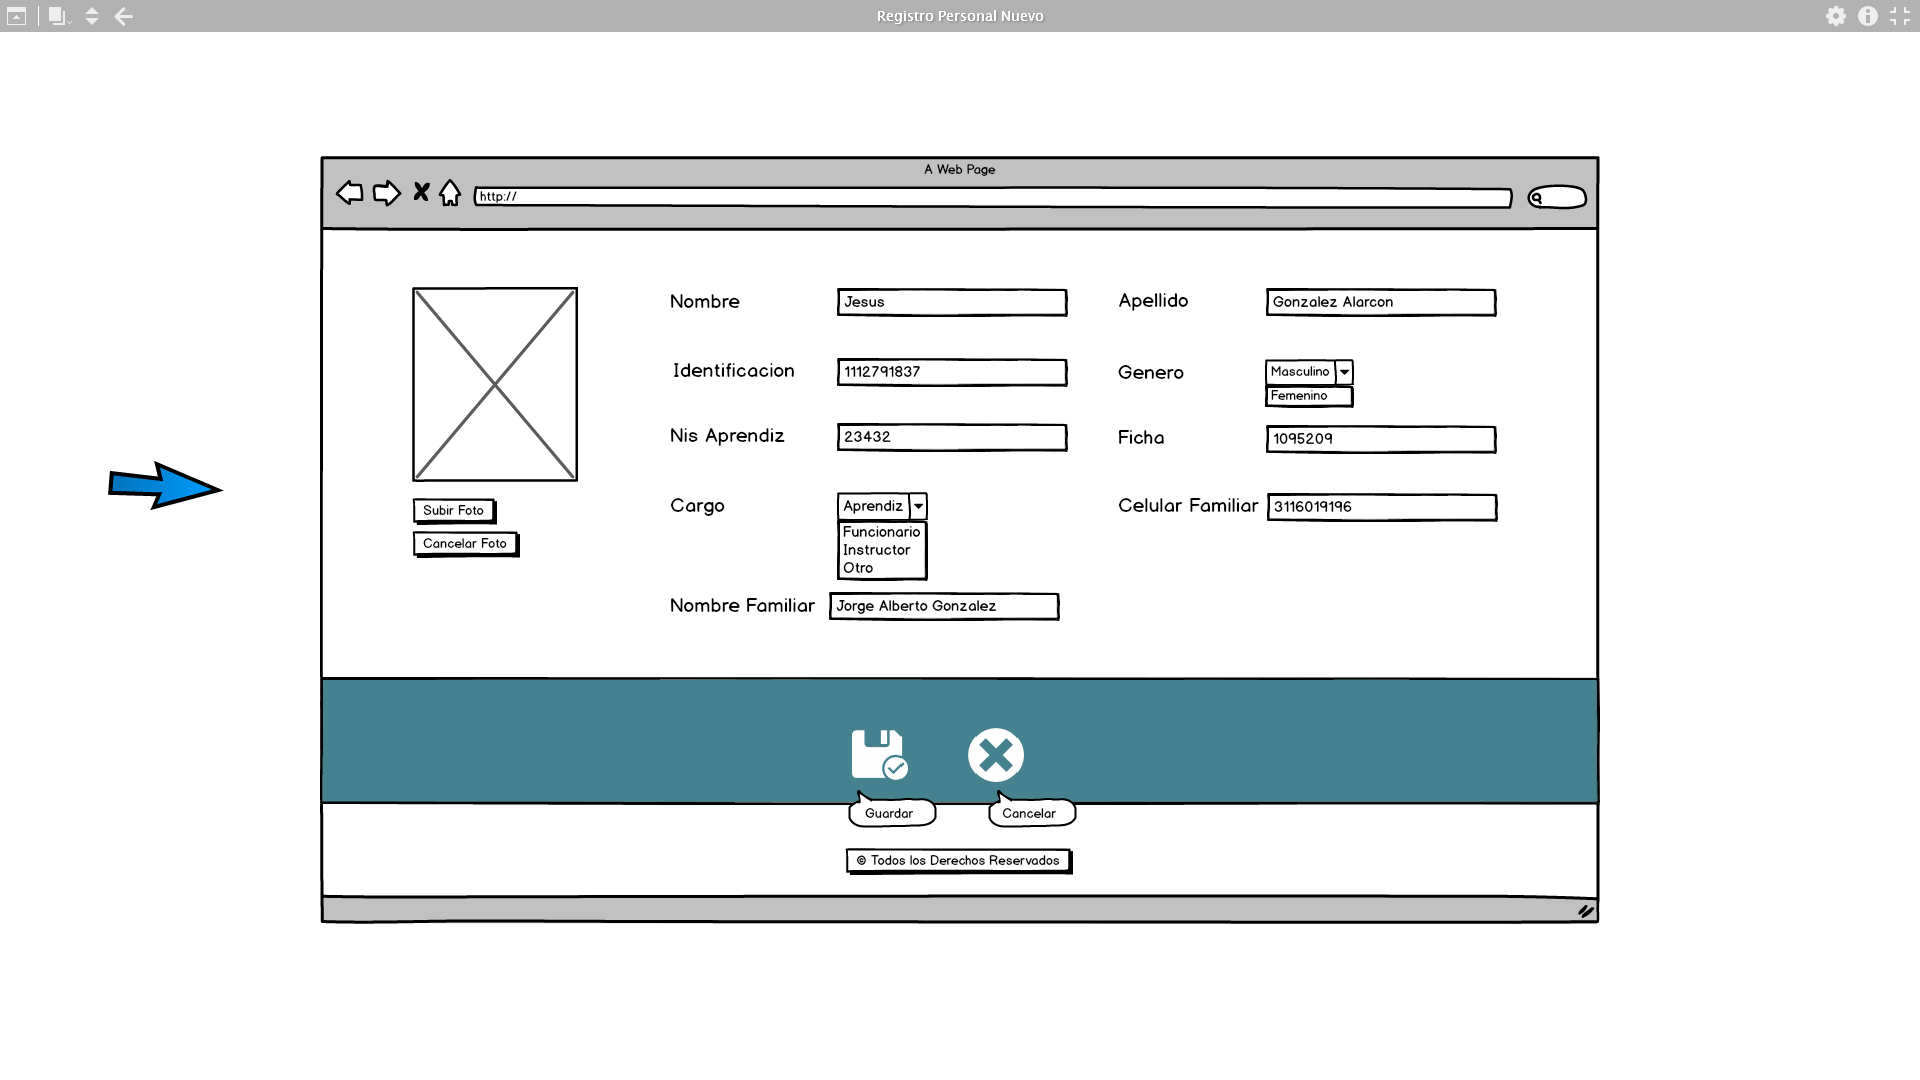 Registro Personal Nuevo
A Web Page
http://
Nombre
Jesus
Apellido
Gonzalez Alarcon
Identificacion
1112791837
Genero
Masculino
Femenino
Nis Aprendiz
23432
Ficha
1095209
Subir Foto
Cancelar Foto
Cargo
Aprendiz
Funcionario
Instructor
Otro
Celular Familiar
3116019196
Nombre Familiar
Jorge Alberto Gonzalez
Guardar
Cancelar
© Todos los Derechos Reservados